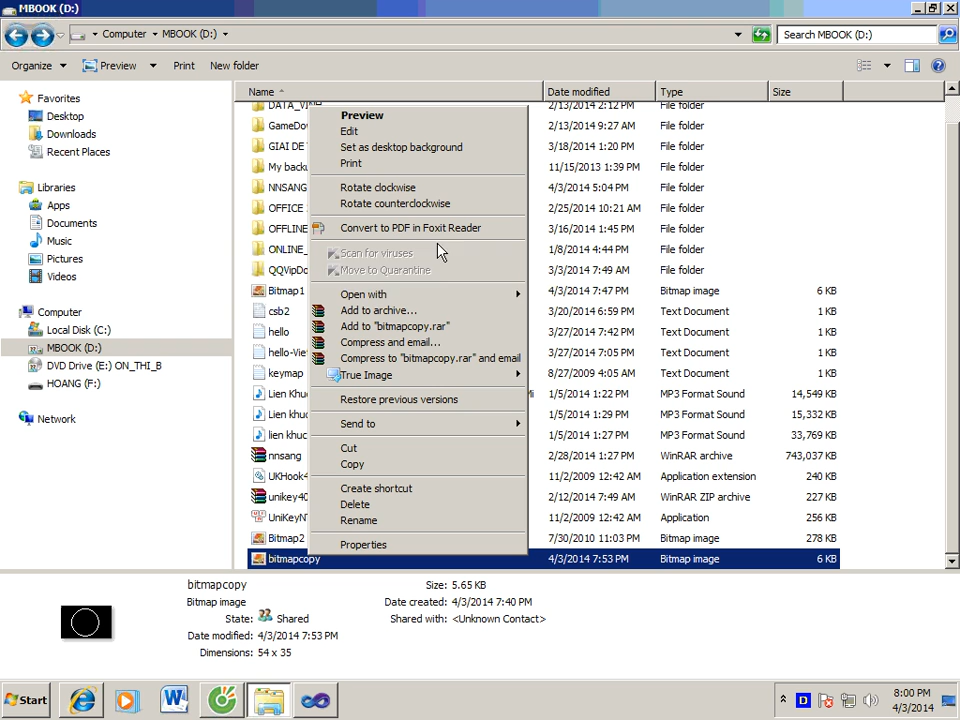 MBOOK (D:)
Computer MBOOK (D:)
Search MBOOK (D:)
Organize Preview Print New folder
Favorites
Desktop
Downloads
Recent Places
Libraries
Apps
Documents
Music
Pictures
Videos
Computer
Local Disk (C:)
MBOOK (D:)
DVD Drive (E:) ON_THI_B
HOANG (F:)
Network
Name Date modified Type Size
2/13/2014 2:12 PM File folder
GameDow 2/13/2014 9:27 AM File folder
GIAI DE 3/18/2014 1:20 PM File folder
My backu 11/15/2013 1:39 PM File folder
NNSANG 4/3/2014 5:04 PM File folder
OFFICE 2/25/2014 10:21 AM File folder
OFFLINE 3/18/2014 1:00 PM File folder
ONLINE_ 1/8/2014 4:44 PM File folder
QQVipDo 3/3/2014 7:49 AM File folder
Bitmap1 4/3/2014 7:47 PM Bitmap image 6 KB
csb2 3/20/2014 6:59 PM Text Document 1 KB
hello 3/27/2014 7:42 PM Text Document 1 KB
hello-Vie 3/27/2014 7:05 PM Text Document 1 KB
keymap 8/27/2009 4:05 AM Text Document 1 KB
Lien Khu 1/5/2014 1:22 PM MP3 Format Sound 14,549 KB
Lien khuc 1/5/2014 1:29 PM MP3 Format Sound 15,332 KB
lien khuc 1/5/2014 1:27 PM MP3 Format Sound 33,769 KB
nnsang 2/28/2014 1:27 PM WinRAR archive 743,037 KB
UKHook4 11/2/2009 12:42 AM Application extension 240 KB
unikey40 2/12/2014 7:49 AM WinRAR ZIP archive 227 KB
UniKeyNT 11/2/2009 12:42 AM Application 256 KB
Bitmap2 7/30/2010 11:03 PM Bitmap image 278 KB
bitmapcopy 4/3/2014 7:53 PM Bitmap image 6 KB
Preview
Edit
Set as desktop background
Print
Rotate clockwise
Rotate counterclockwise
Convert to PDF in Foxit Reader
Scan for viruses
Move to Quarantine
Open with
Add to archive...
Add to "bitmapcopy.rar"
Compress and email...
Compress to "bitmapcopy.rar" and email
True Image
Restore previous versions
Send to
Cut
Copy
Create shortcut
Delete
Rename
Properties
bitmapcopy Size: 5.65 KB
Bitmap image Date created: 4/3/2014 7:40 PM
State: Shared Shared with: <Unknown Contact>
Date modified: 4/3/2014 7:53 PM
Dimensions: 54 x 35
Start
D
8:00 PM
4/3/2014